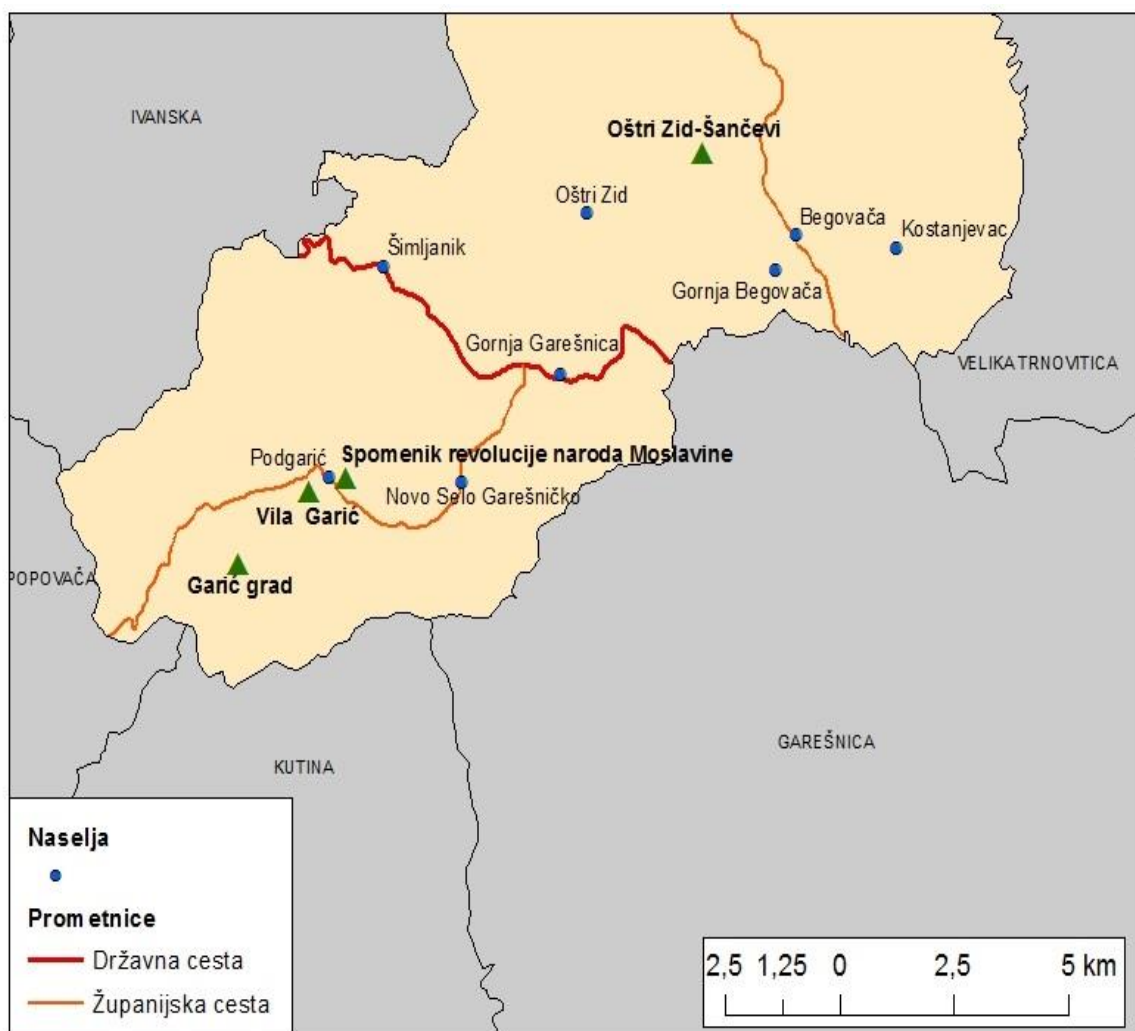 IVANSKA
Oštri Zid-Šančevi
Oštri Zid
Begovača
Kostanjevac
Šimljanik
Gornja Begovača
Gornja Garešnica
VELIKA TRNOVITICA
Podgarić
Spomenik revolucije naroda Moslavine
Novo Selo Garešničko
Vila Garić
POPOVAČA
Garić grad
GAREŠNICA
KUTINA
Naselja
Prometnice
Državna cesta
Županijska cesta
2,5 1,25 0 2,5 5 km